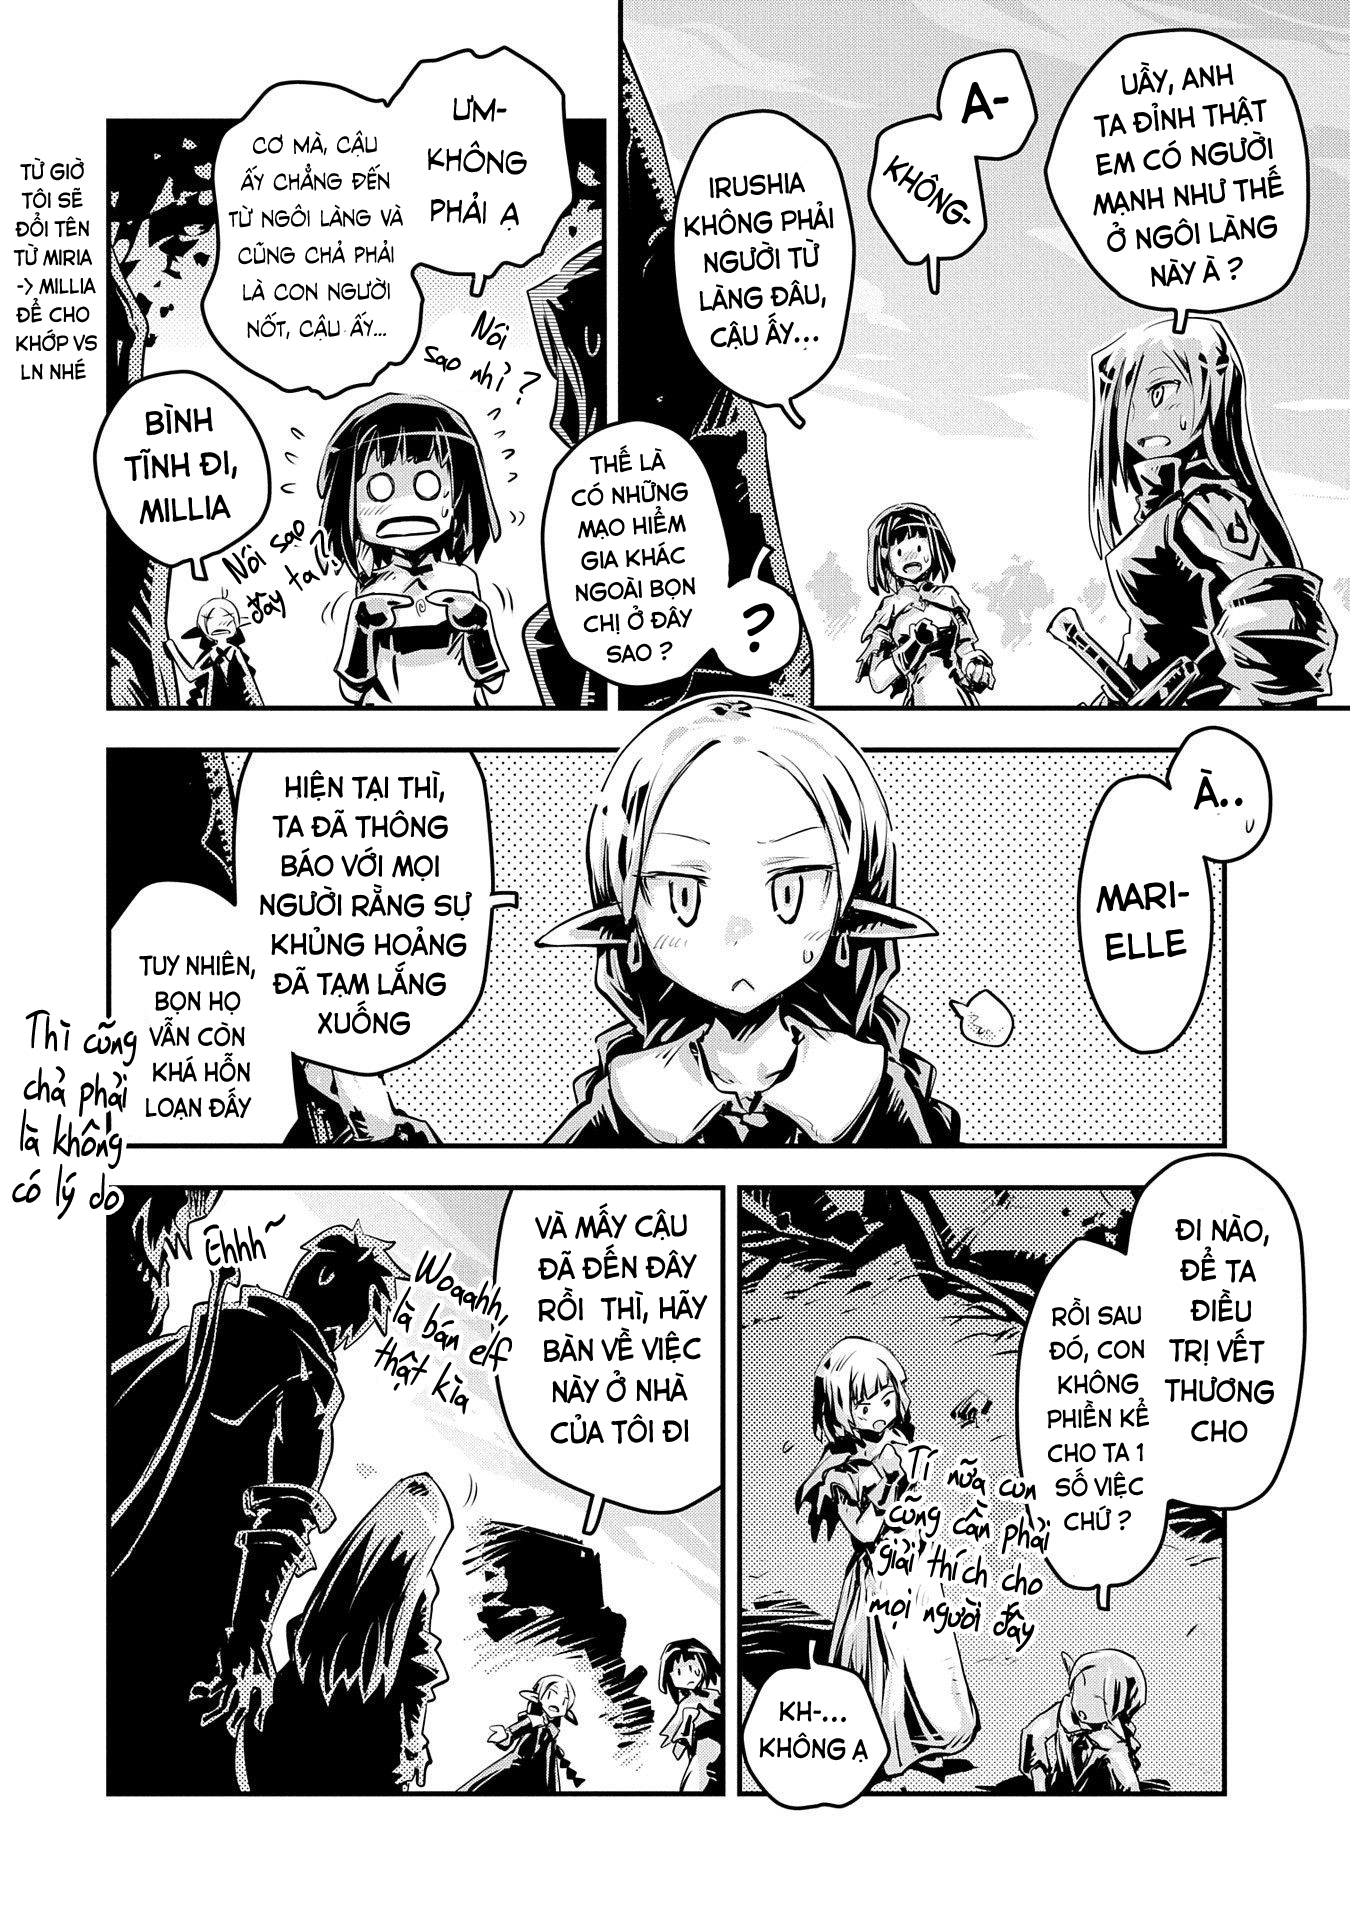 UẦY, ANH
TA ĐỈNH THẬT
EM CÓ NGƯỜI
MẠNH NHƯ THẾ
Ở NGÔI LÀNG
NÀY À ?
A-
KHÔNG-
IRUSHIA
KHÔNG PHẢI
NGƯỜI TỪ
LÀNG ĐÂU,
CẬU ẤY...
THẾ LÀ
CÓ NHỮNG
MẠO HIỂM
GIA KHÁC
NGOÀI BỌN
CHỊ Ở ĐÂY
SAO ?
?
ƯM-
KHÔNG
PHẢI Ạ
CƠ MÀ, CẬU
ẤY CHẲNG ĐẾN
TỪ NGÔI LÀNG VÀ
CŨNG CHẢ PHẢI
LÀ CON NGƯỜI
NỐT, CẬU ẤY...
Nói
sao nhỉ ?
BÌNH
TĨNH ĐI,
MILLIA
Nôi sao
đây ta??
TỪ GIỜ
TÔI SẼ
ĐỔI TÊN
TỪ MIRIA
-> MILLIA
ĐỂ CHO
KHỚP VS
LN NHÉ
À..
MARI-
ELLE
HIỆN TẠI THÌ,
TA ĐÃ THÔNG
BÁO VỚI MỌI
NGƯỜI RẰNG SỰ
KHỦNG HOẢNG
ĐÃ TẠM LẮNG
XUỐNG
TUY NHIÊN,
BỌN HỌ
VẪN CÒN
KHÁ HỖN
LOẠN ĐẤY
Thì cũng
chả phải
là không
có lý do
ĐI NÀO,
ĐỂ TA
ĐIỀU
TRỊ VẾT
THƯƠNG
CHO
RỒI SAU
ĐÓ, CON
KHÔNG
PHIỀN KỂ
CHO TA 1
SỐ VIỆC
CHỨ ?
Tí nữa con
cũng cần phải
giải thích cho
mọi người đấy
KH-...
KHÔNG Ạ
VÀ MẤY CẬU
ĐÃ ĐẾN ĐÂY
RỒI THÌ, HÃY
BÀN VỀ VIỆC
NÀY Ở NHÀ
CỦA TÔI ĐI
Woaahh,
là bán elf
thật kìa
Ehhh~